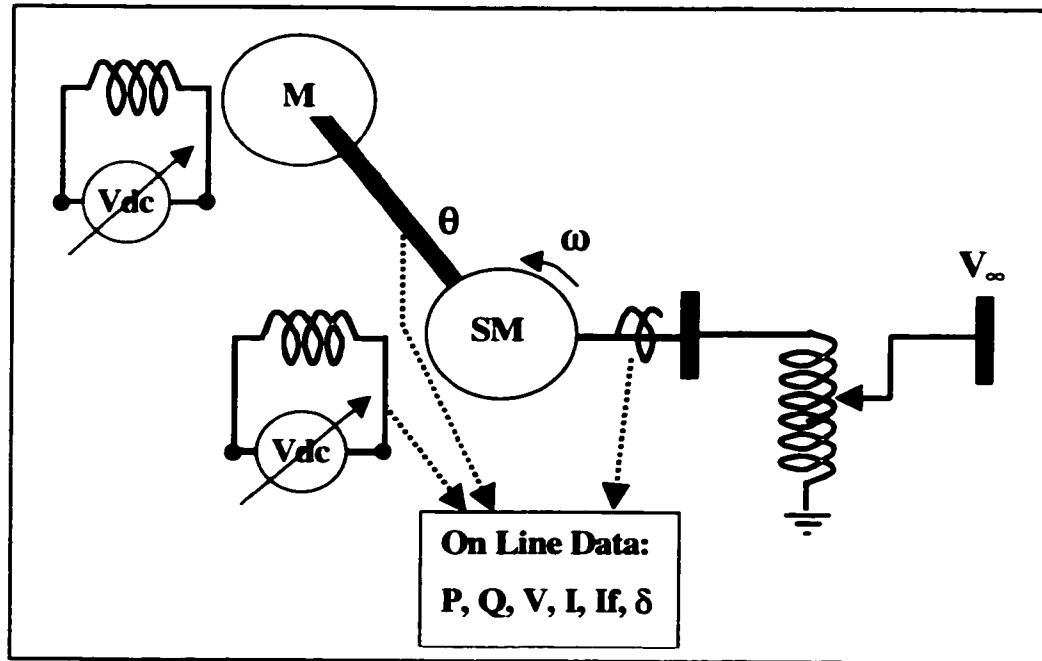 M
Vdc
θ
ω
V∞
SM
Vdc
On Line Data:
P, Q, V, I, If, δ